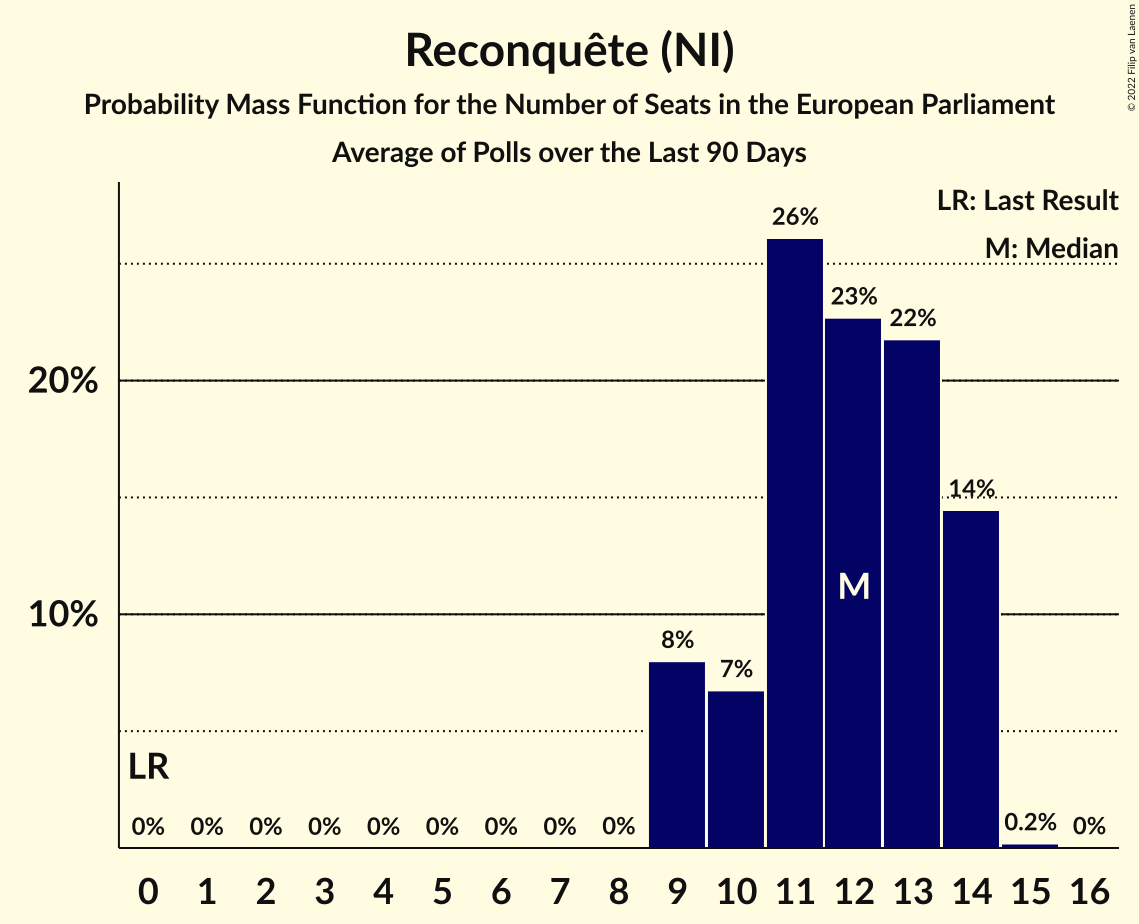 Reconquête (NI)
Probability Mass Function for the Number of Seats in the European Parliament
Average of Polls over the Last 90 Days
© 2022 Filip van Laenen
LR: Last Result
M: Median
26%
23%
22%
20%
14%
M
10%
8%
7%
LR
0% 0% 0% 0% 0% 0% 0% 0% 0% 0.2% 0%
0 1 2 3 4 5 6 7 8 9 10 11 12 13 14 15 16